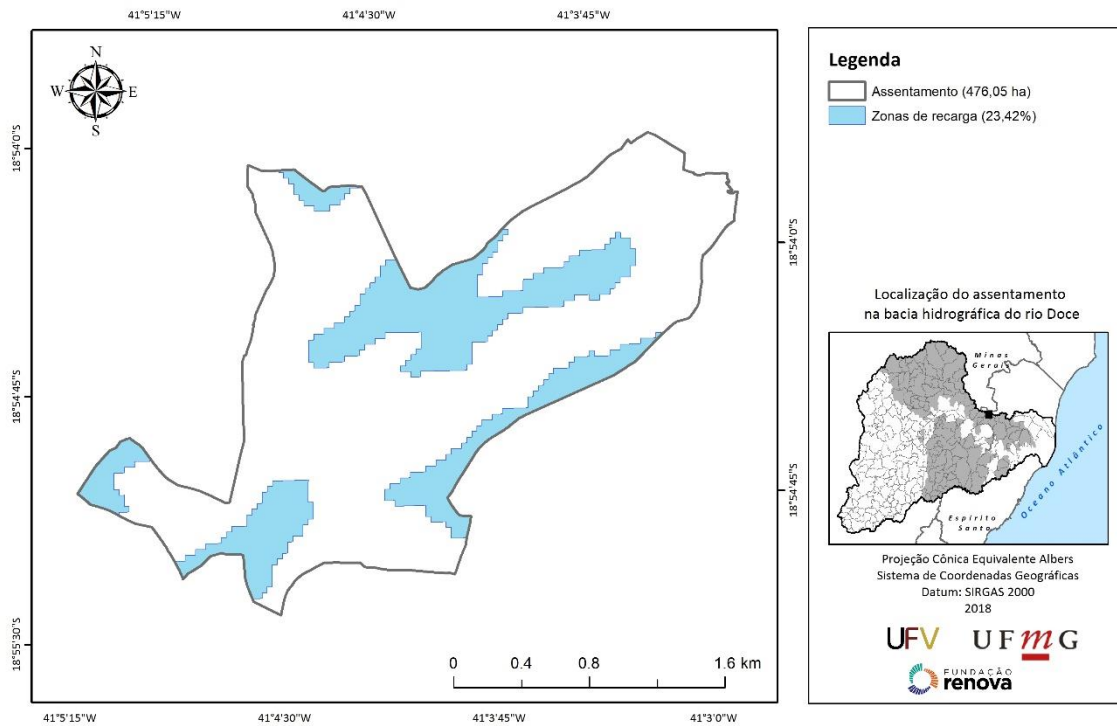 41°5'15"W 41°4'30"W 41°3'45"W
N
W E
S
18°54'0"S
18°54'45"S
18°55'30"S
18°54'0"S
18°54'45"S
0 0.4 0.8 1.6 km
41°5'15"W 41°4'30"W 41°3'45"W 41°3'0"W
Legenda
Assentamento (476,05 ha)
Zonas de recarga (23,42%)
Localização do assentamento
na bacia hidrográfica do rio Doce
Minas
Gerais
Espírito
Santo
Oceano Atlântico
Projeção Cônica Equivalente Albers
Sistema de Coordenadas Geográficas
Datum: SIRGAS 2000
2018
UFV UFmG
FUNDAÇÃO
renova